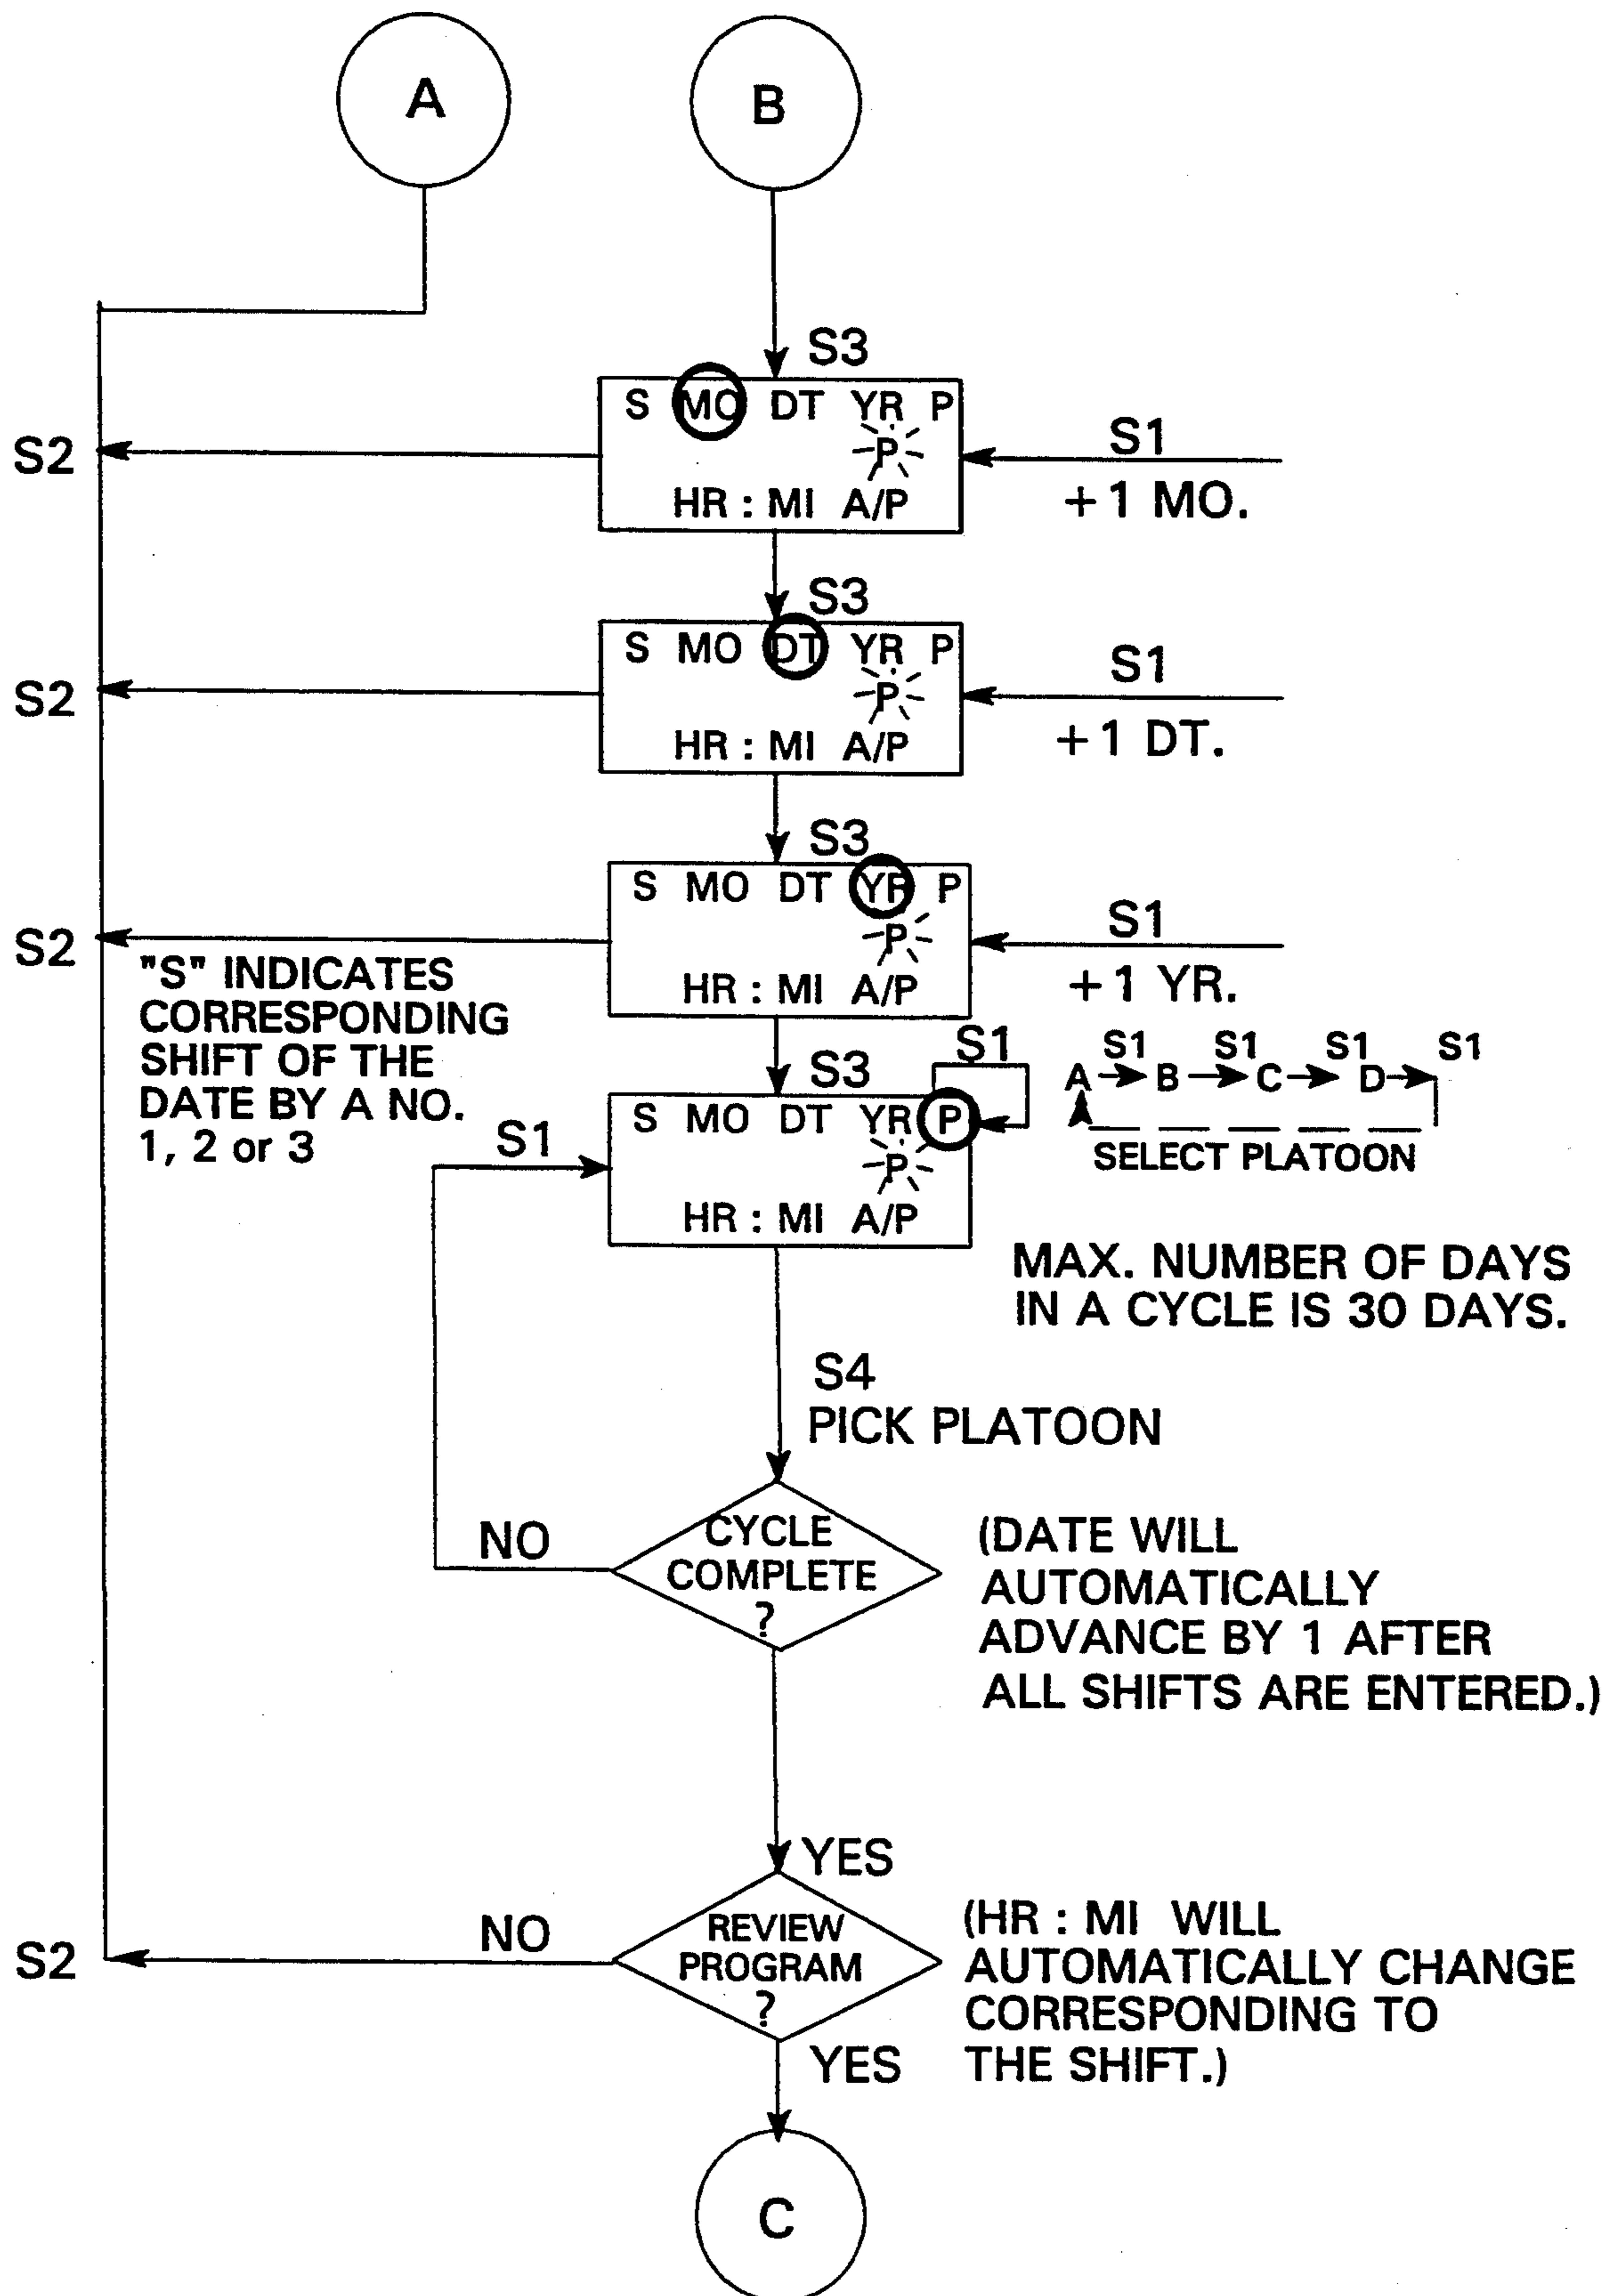 A
B
S3
S MO DT YR P
P
HR : MI A/P
S2
S1
+1 MO.
S3
S MO DT YR P
P
HR : MI A/P
S2
S1
+1 DT.
S3
S MO DT YR P
P
HR : MI A/P
S2
S1
+1 YR.
"S" INDICATES
CORRESPONDING
SHIFT OF THE
DATE BY A NO.
1, 2 or 3
S3
S1
S MO DT YR P
P
HR : MI A/P
S1
S1 S1 S1 S1
A B C D
SELECT PLATOON
MAX. NUMBER OF DAYS
IN A CYCLE IS 30 DAYS.
S4
PICK PLATOON
NO
CYCLE
COMPLETE
?
(DATE WILL
AUTOMATICALLY
ADVANCE BY 1 AFTER
ALL SHIFTS ARE ENTERED.)
YES
S2
NO
REVIEW
PROGRAM
?
(HR : MI WILL
AUTOMATICALLY CHANGE
CORRESPONDING TO
THE SHIFT.)
YES
C